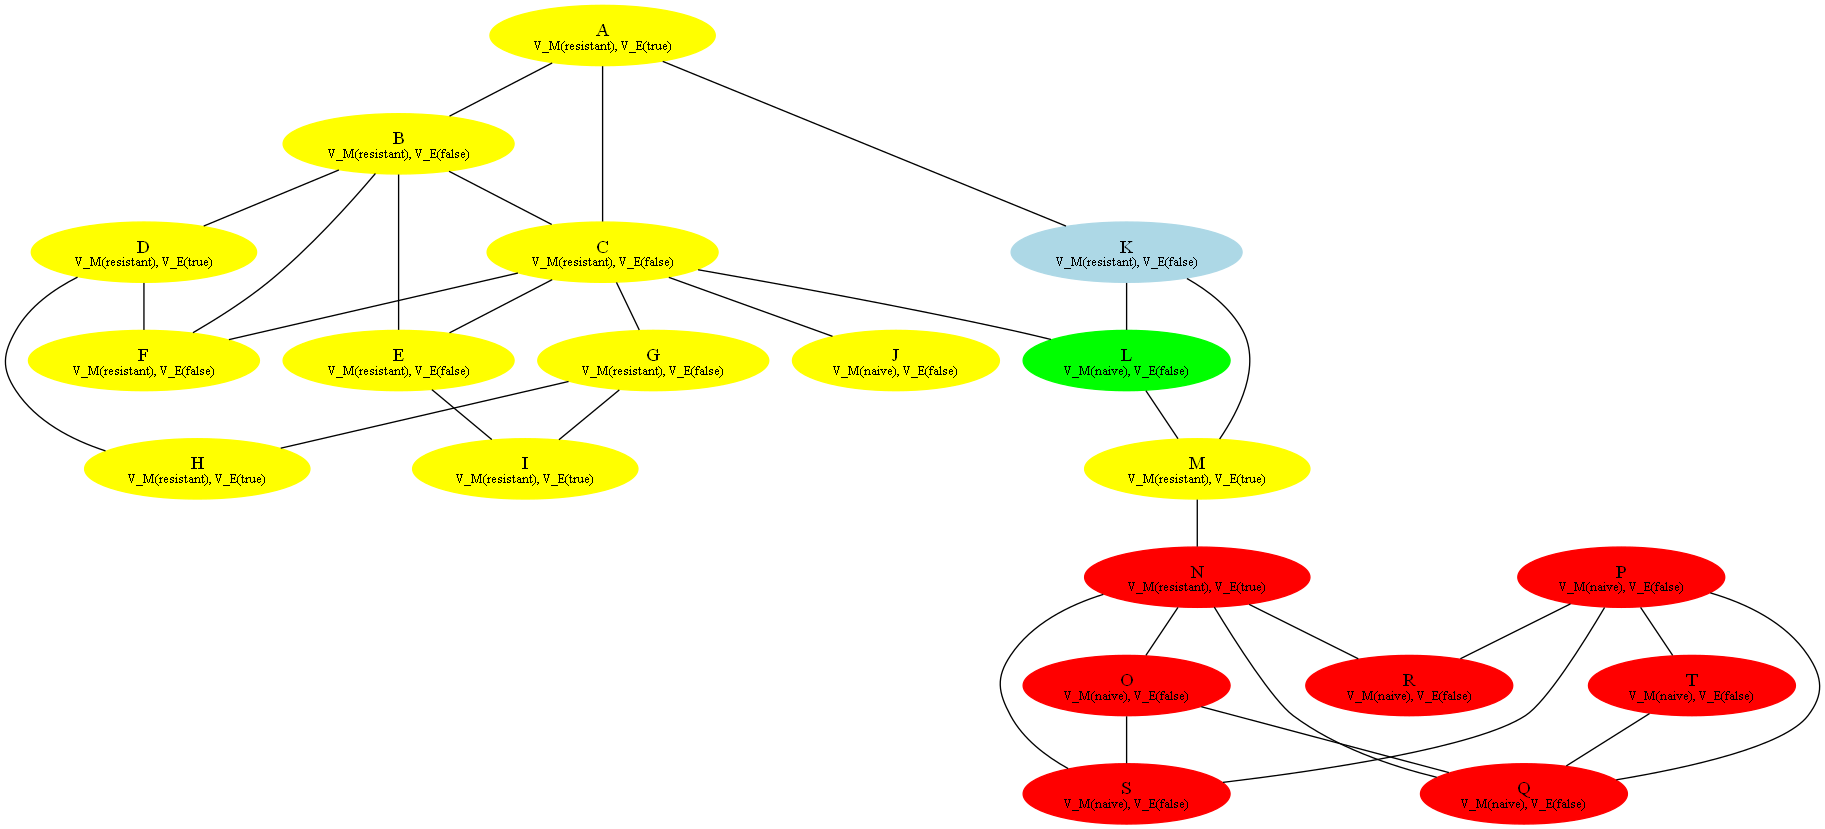 A
V_M(resistant), V_E(true)
B
V_M(resistant), V_E(false)
D
V_M(resistant), V_E(true)
C
V_M(resistant), V_E(false)
K
V_M(resistant), V_E(false)
F
V_M(resistant), V_E(false)
E
V_M(resistant), V_E(false)
G
V_M(resistant), V_E(false)
J
V_M(naive), V_E(false)
L
V_M(naive), V_E(false)
H
V_M(resistant), V_E(true)
I
V_M(resistant), V_E(true)
M
V_M(resistant), V_E(true)
N
V_M(resistant), V_E(true)
P
V_M(naive), V_E(false)
O
V_M(naive), V_E(false)
R
V_M(naive), V_E(false)
T
V_M(naive), V_E(false)
S
V_M(naive), V_E(false)
Q
V_M(naive), V_E(false)